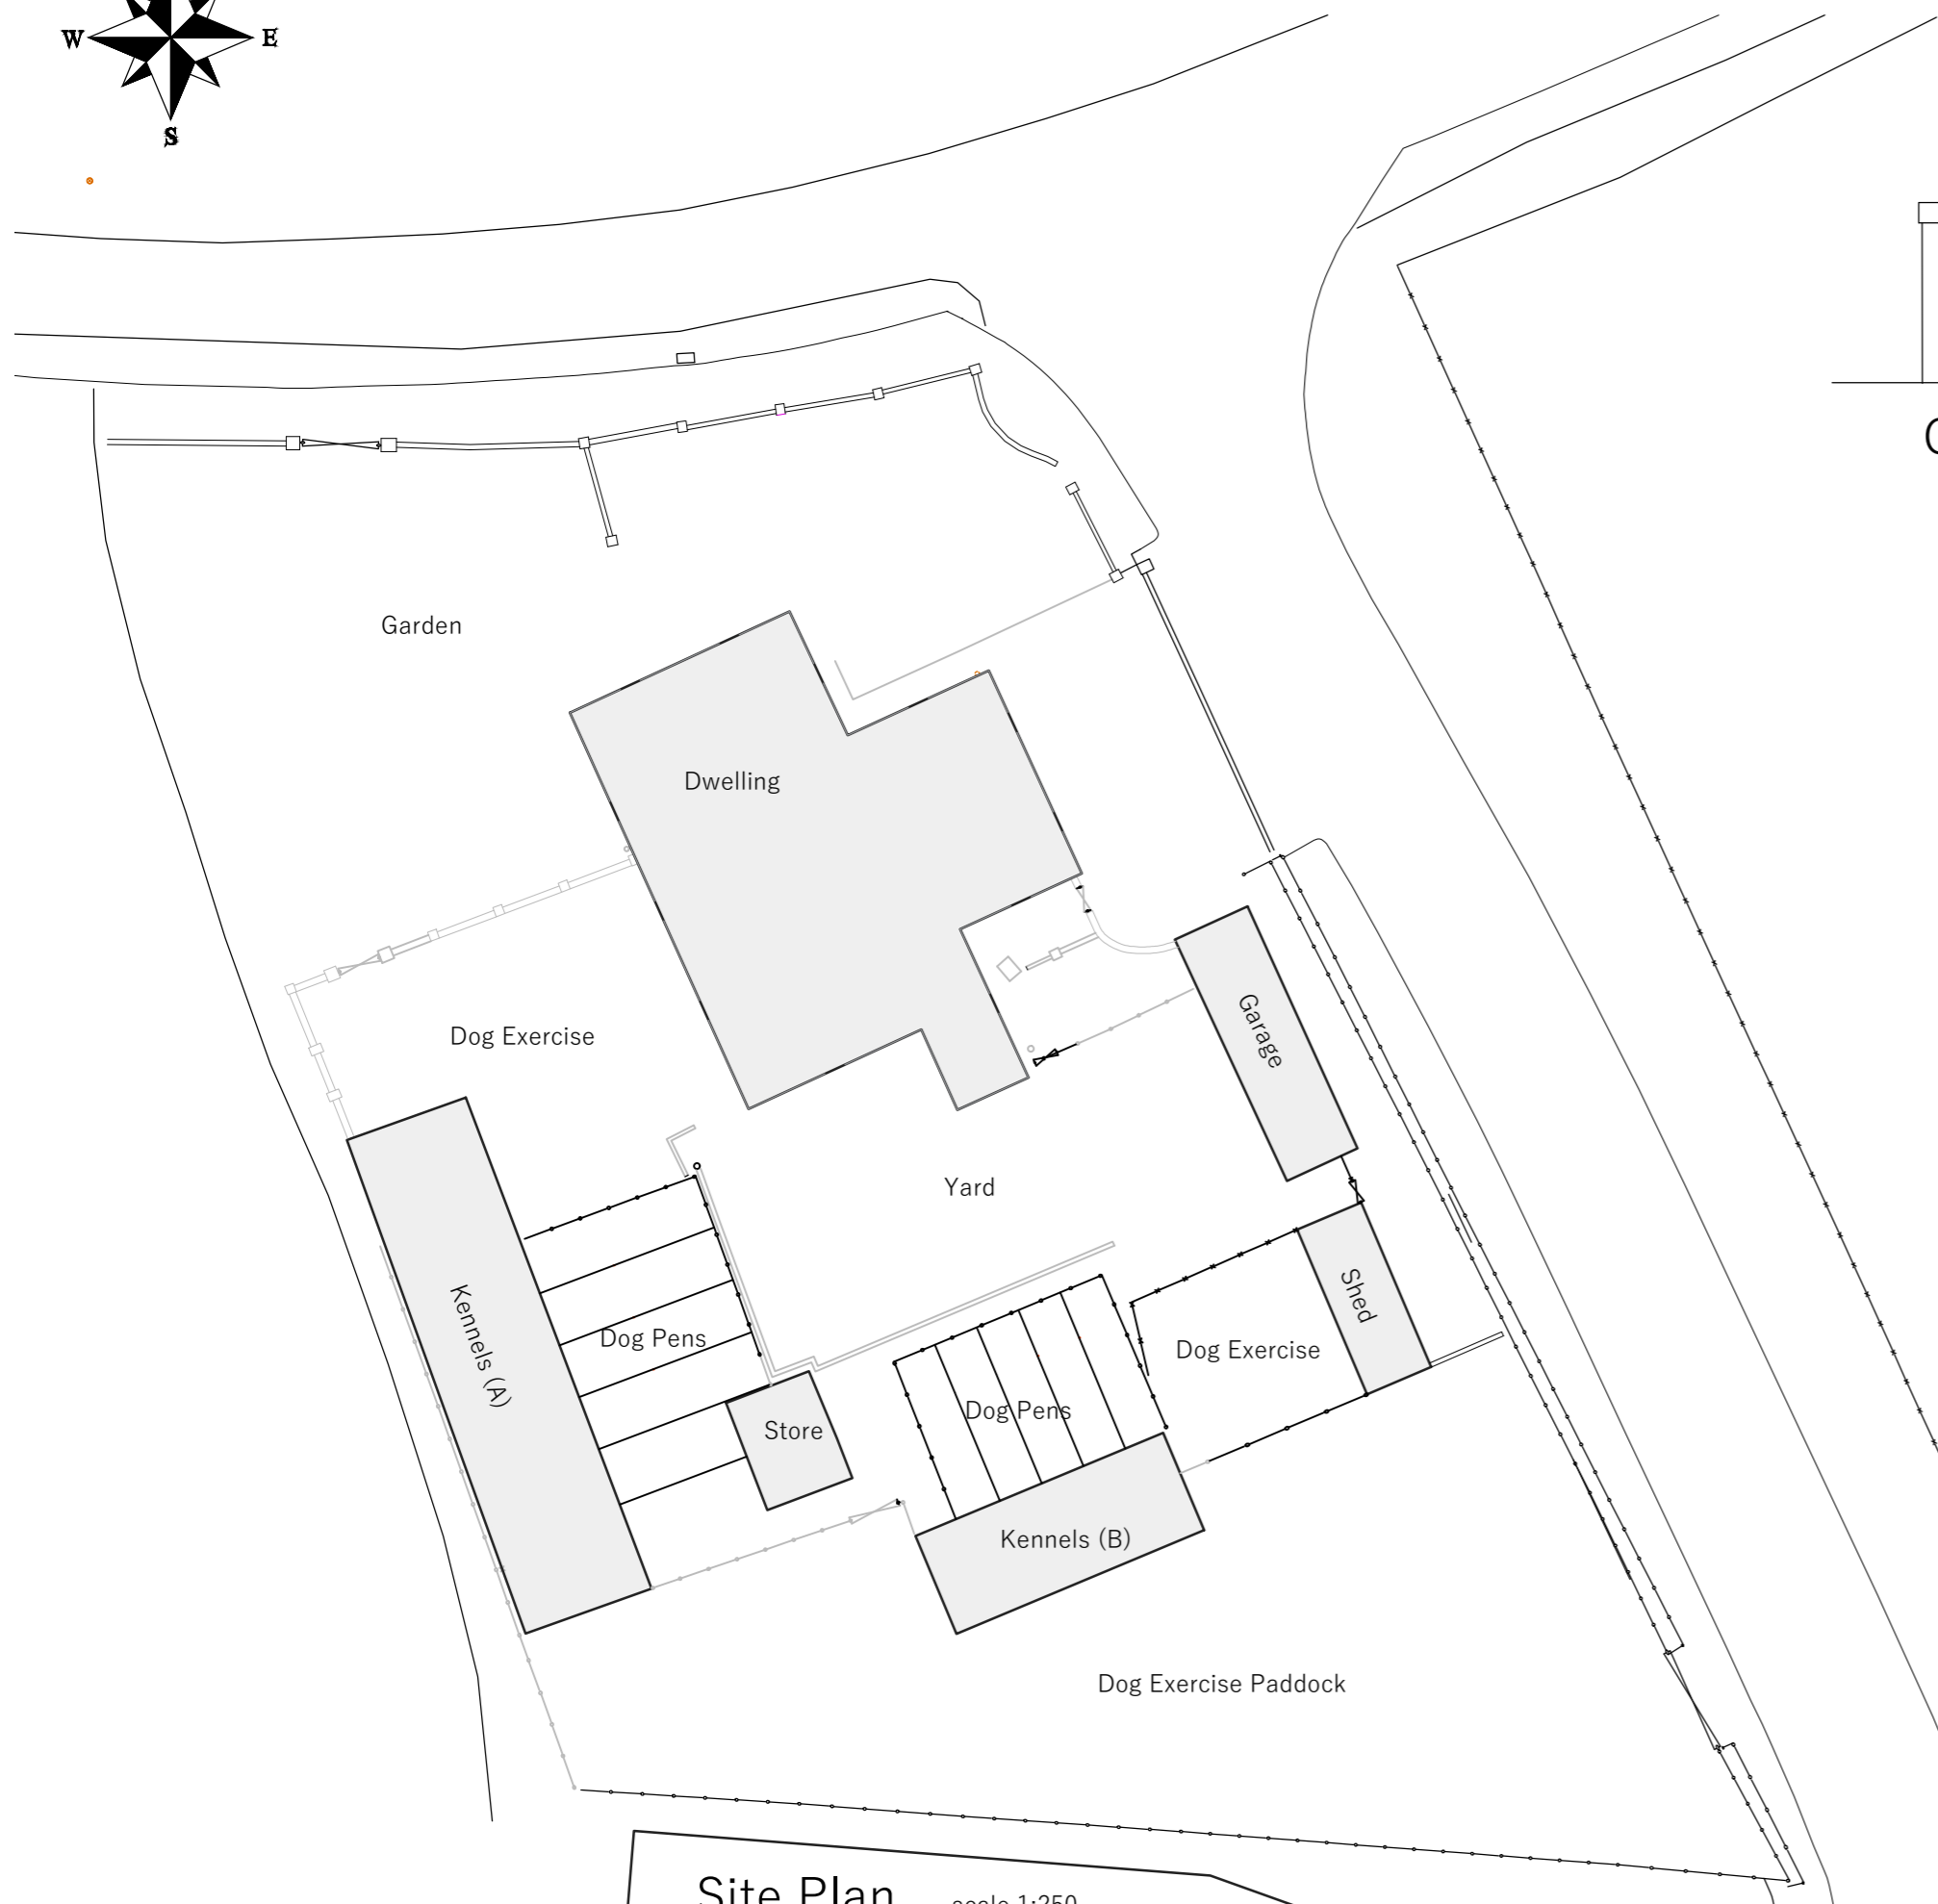 W E
S
Garden
Dwelling
Dog Exercise
Garage
Yard
Kennels (A)
Dog Pens
Shed
Dog Exercise
Dog Pens
Store
Kennels (B)
Dog Exercise Paddock
Site Plan scale 1:250